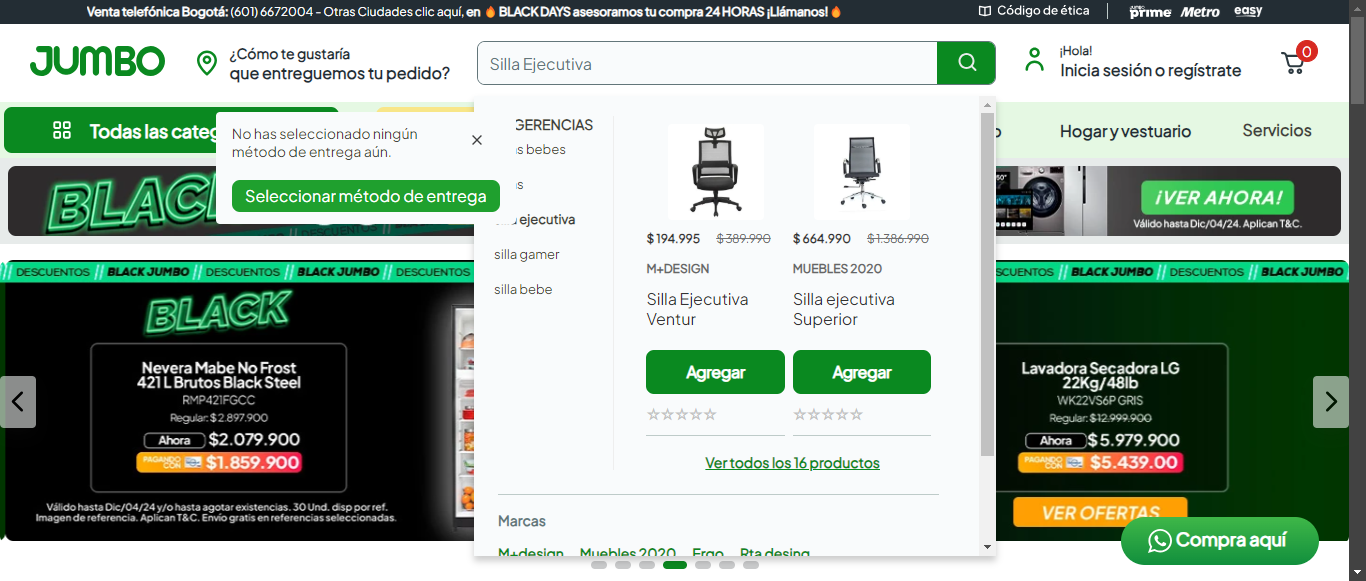 Venta telefónica Bogotá: (601) 6672004 - Otras Ciudades clic aquí, en 🔥 BLACK DAYS asesoramos tu compra 24 HORAS ¡Llámanos!🔥
Código de ética
prime
Metro
easy
JUMBO
¿Cómo te gustaría
que entreguemos tu pedido?
Silla Ejecutiva
¡Hola!
Inicia sesión o regístrate
0
Todas las categ
Hogar y vestuario
Servicios
No has seleccionado ningún
método de entrega aún.
Seleccionar método de entrega
GERENCIAS
s bebes
s
ejecutiva
silla gamer
silla bebe
$ 194.995 $ 389.990
M+DESIGN
Silla Ejecutiva
Ventur
Agregar
$ 664.990 $ 1.386.990
MUEBLES 2020
Silla ejecutiva
Superior
Agregar
Ver todos los 16 productos
Marcas
M+design Muebles 2020 Ergo Rta desing
BLACK
DESCUENTOS
¡VER AHORA!
Válido hasta Dic/04/24. Aplican T&C.
// DESCUENTOS // BLACK JUMBO // DESCUENTOS // BLACK JUMBO // DESCUENTOS
BLACK
Nevera Mabe No Frost
421 L Brutos Black Steel
RMP421FGCC
Regular: $ 2.897.900
Ahora $2.079.900
PAGANDO CON $1.859.900
Válido hasta Dic/04/24 y/o hasta agotar existencias. 30 Und. disp por ref.
Imagen de referencia. Aplican T&C. Envío gratis en referencias seleccionadas.
SCUENTOS // BLACK JUMBO // DESCUENTOS // BLACK JUMBO
Lavadora Secadora LG
22Kg/48lb
WK22VS6P GRIS
Regular: $ 12.999.900
Ahora $5.979.900
PAGANDO CON $5.439.00
VER OFERTAS
Compra aquí